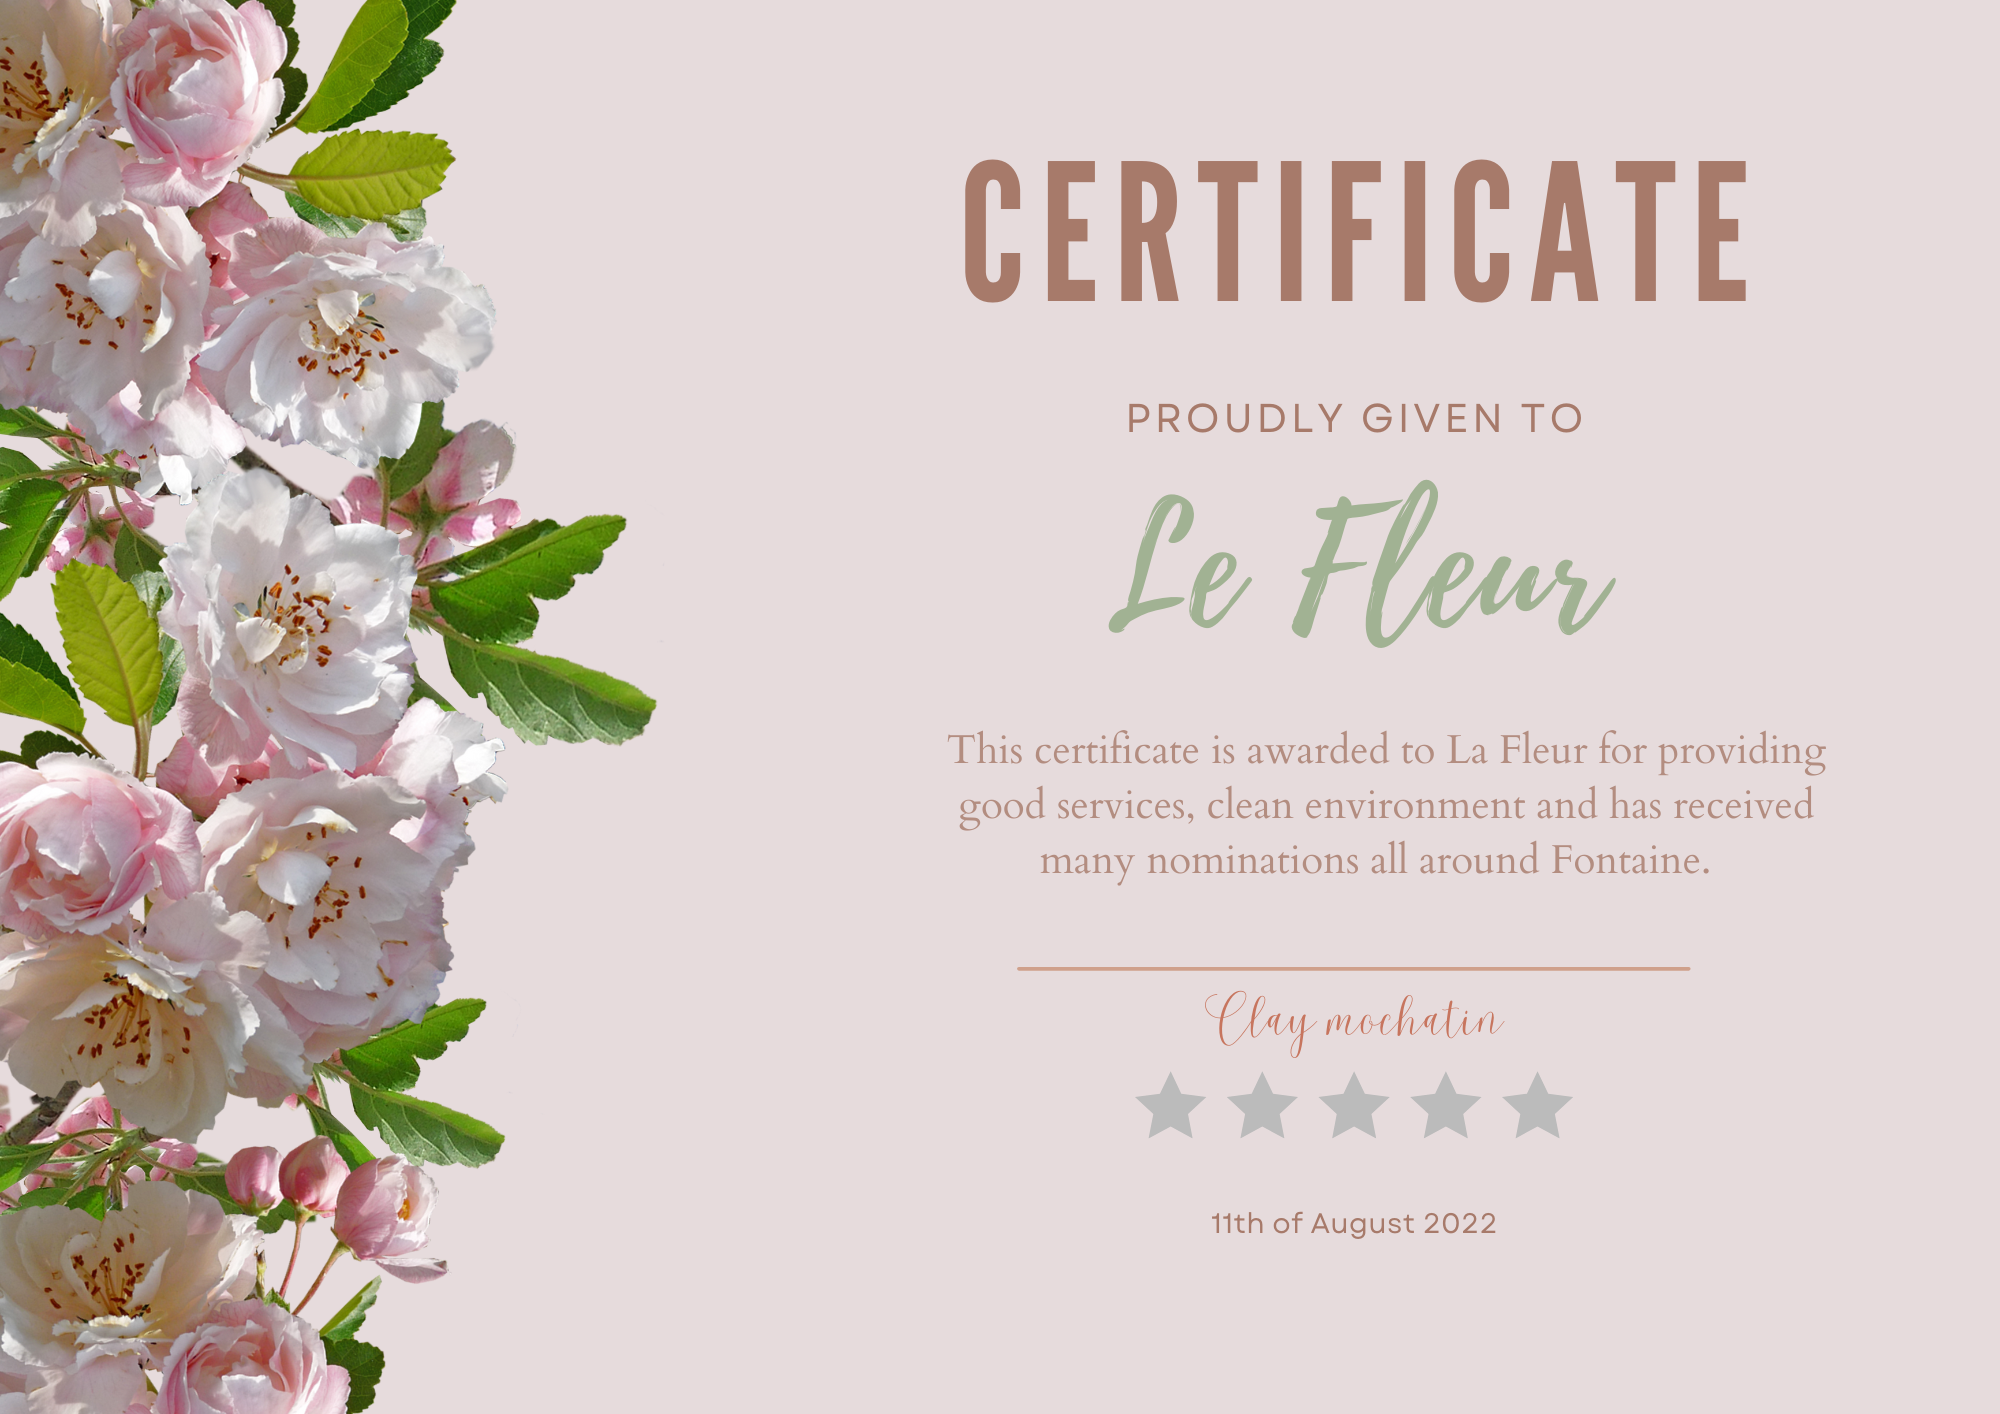 CERTIFICATE
PROUDLY GIVEN TO
Le Fleur
This certificate is awarded to La Fleur for providing
good services, clean environment and has received
many nominations all around Fontaine.
Clay mochatin
11th of August 2022